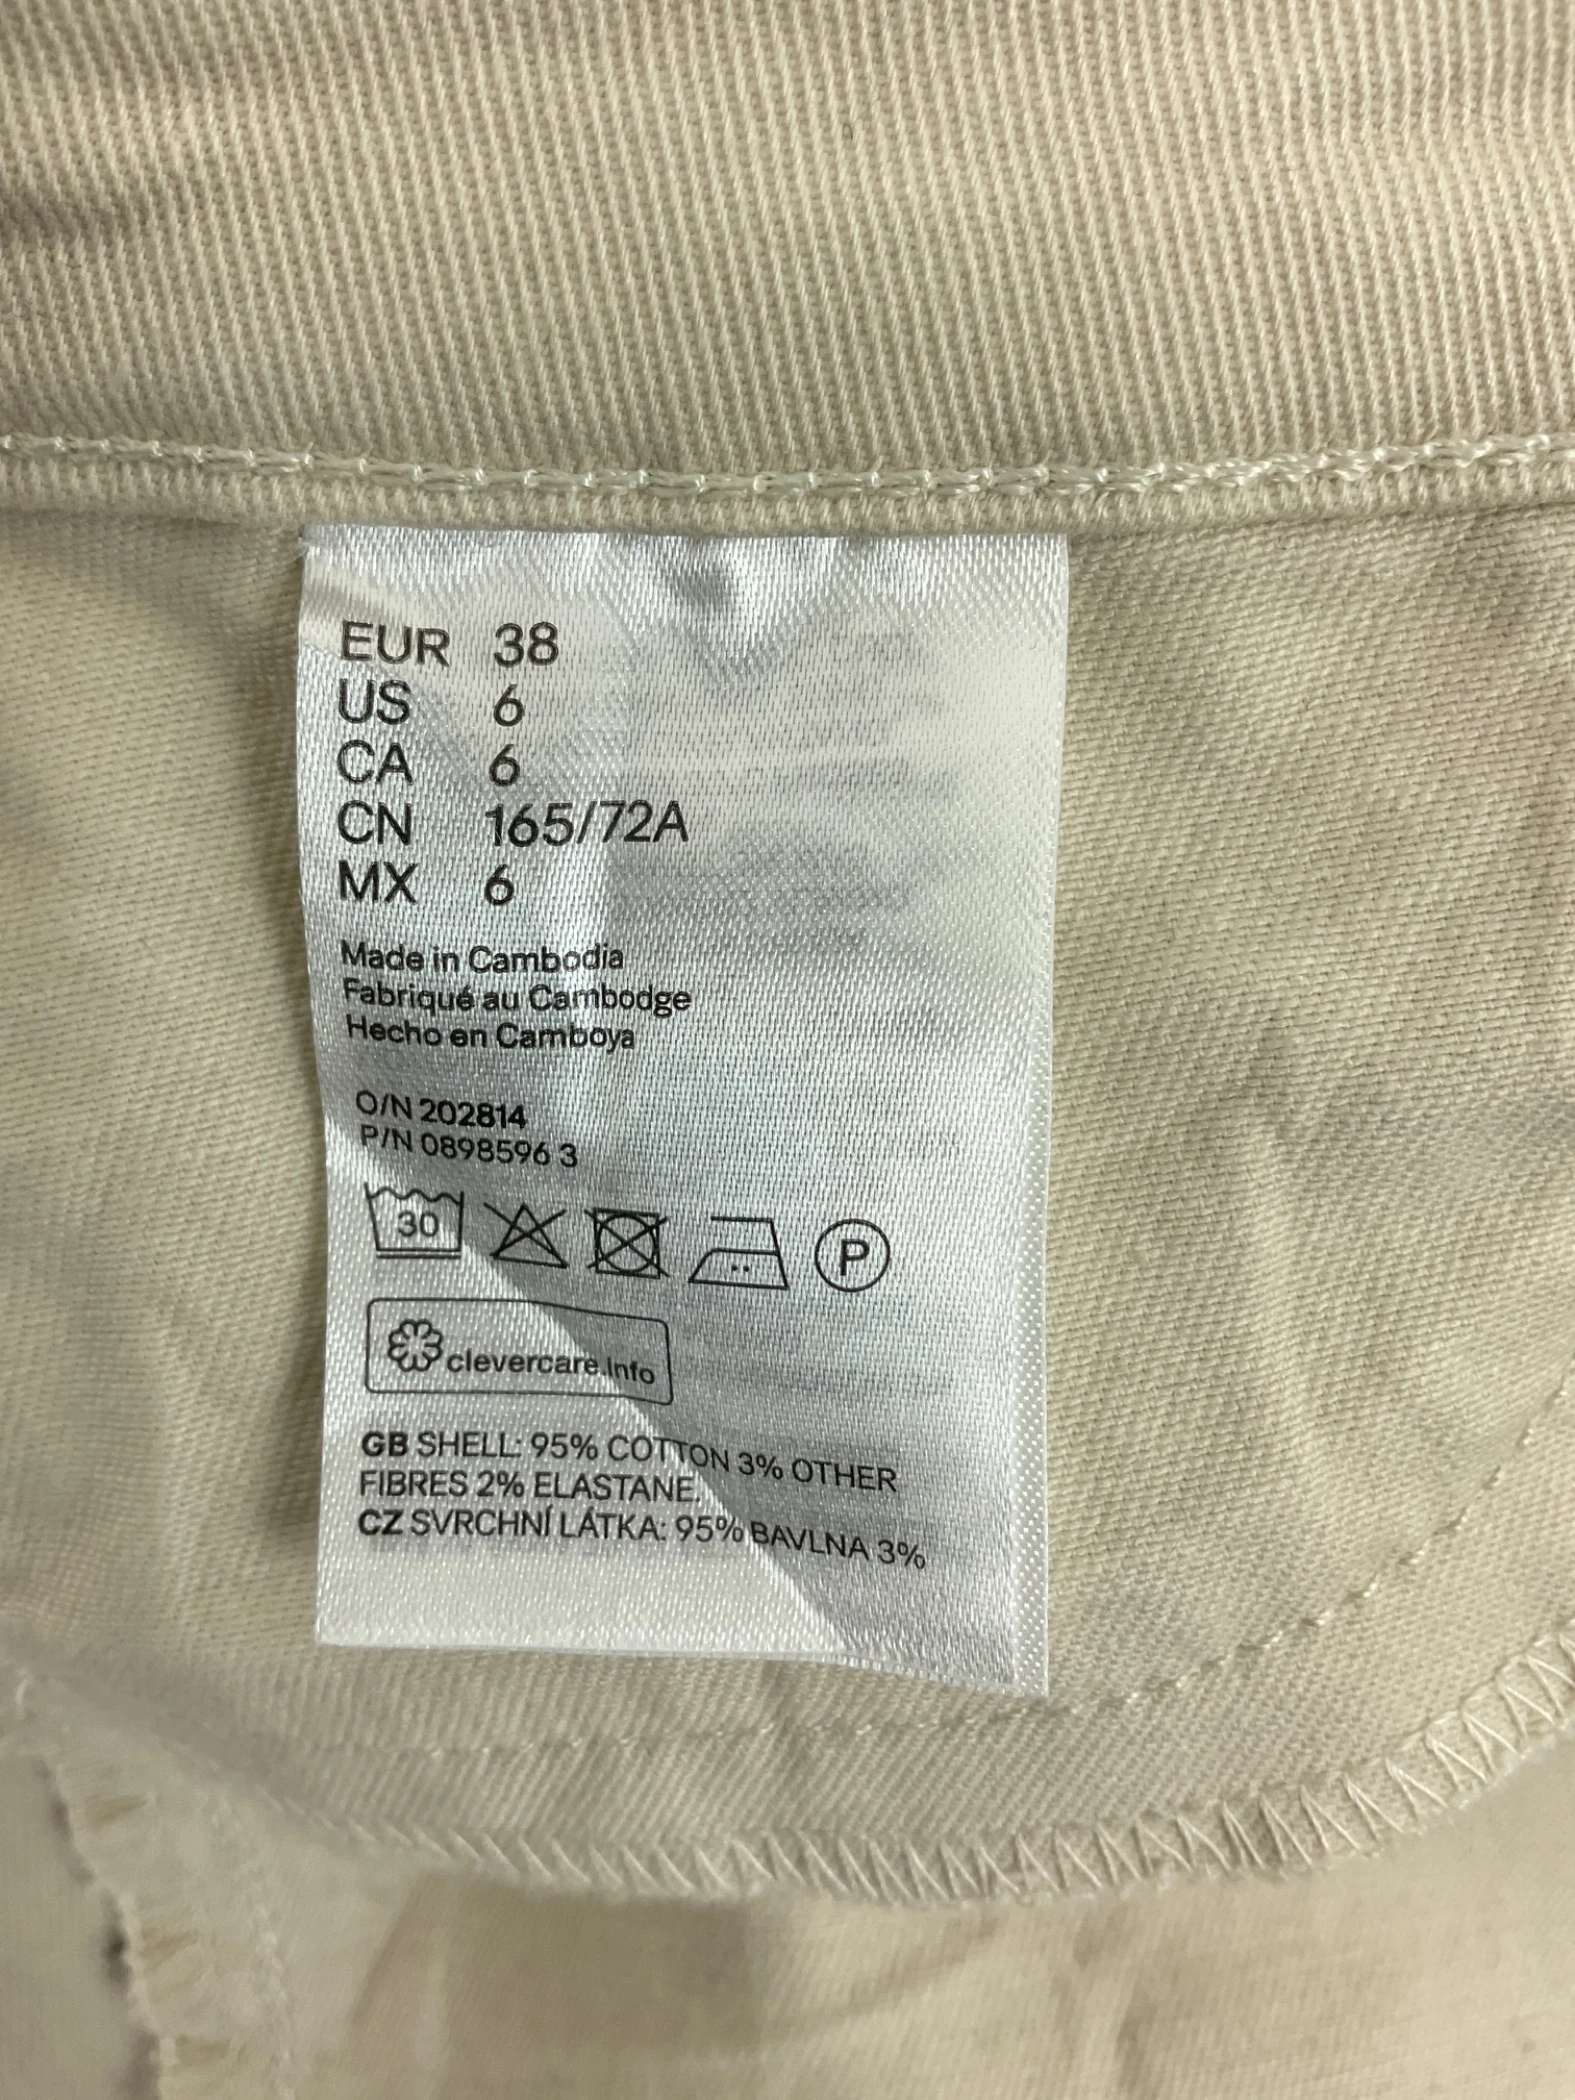 EUR 38
US 6
CA 6
CN 165/72A
MX 6
Made in Cambodia
Fabriqué au Cambodge
Hecho en Camboya
O/N 202814
P/N 0898596 3
30
P
clevercare.info
GB SHELL: 95% COTTON 3% OTHER
FIBRES 2% ELASTANE.
CZ SVRCHNÍ LÁTKA: 95% BAVLNA 3%